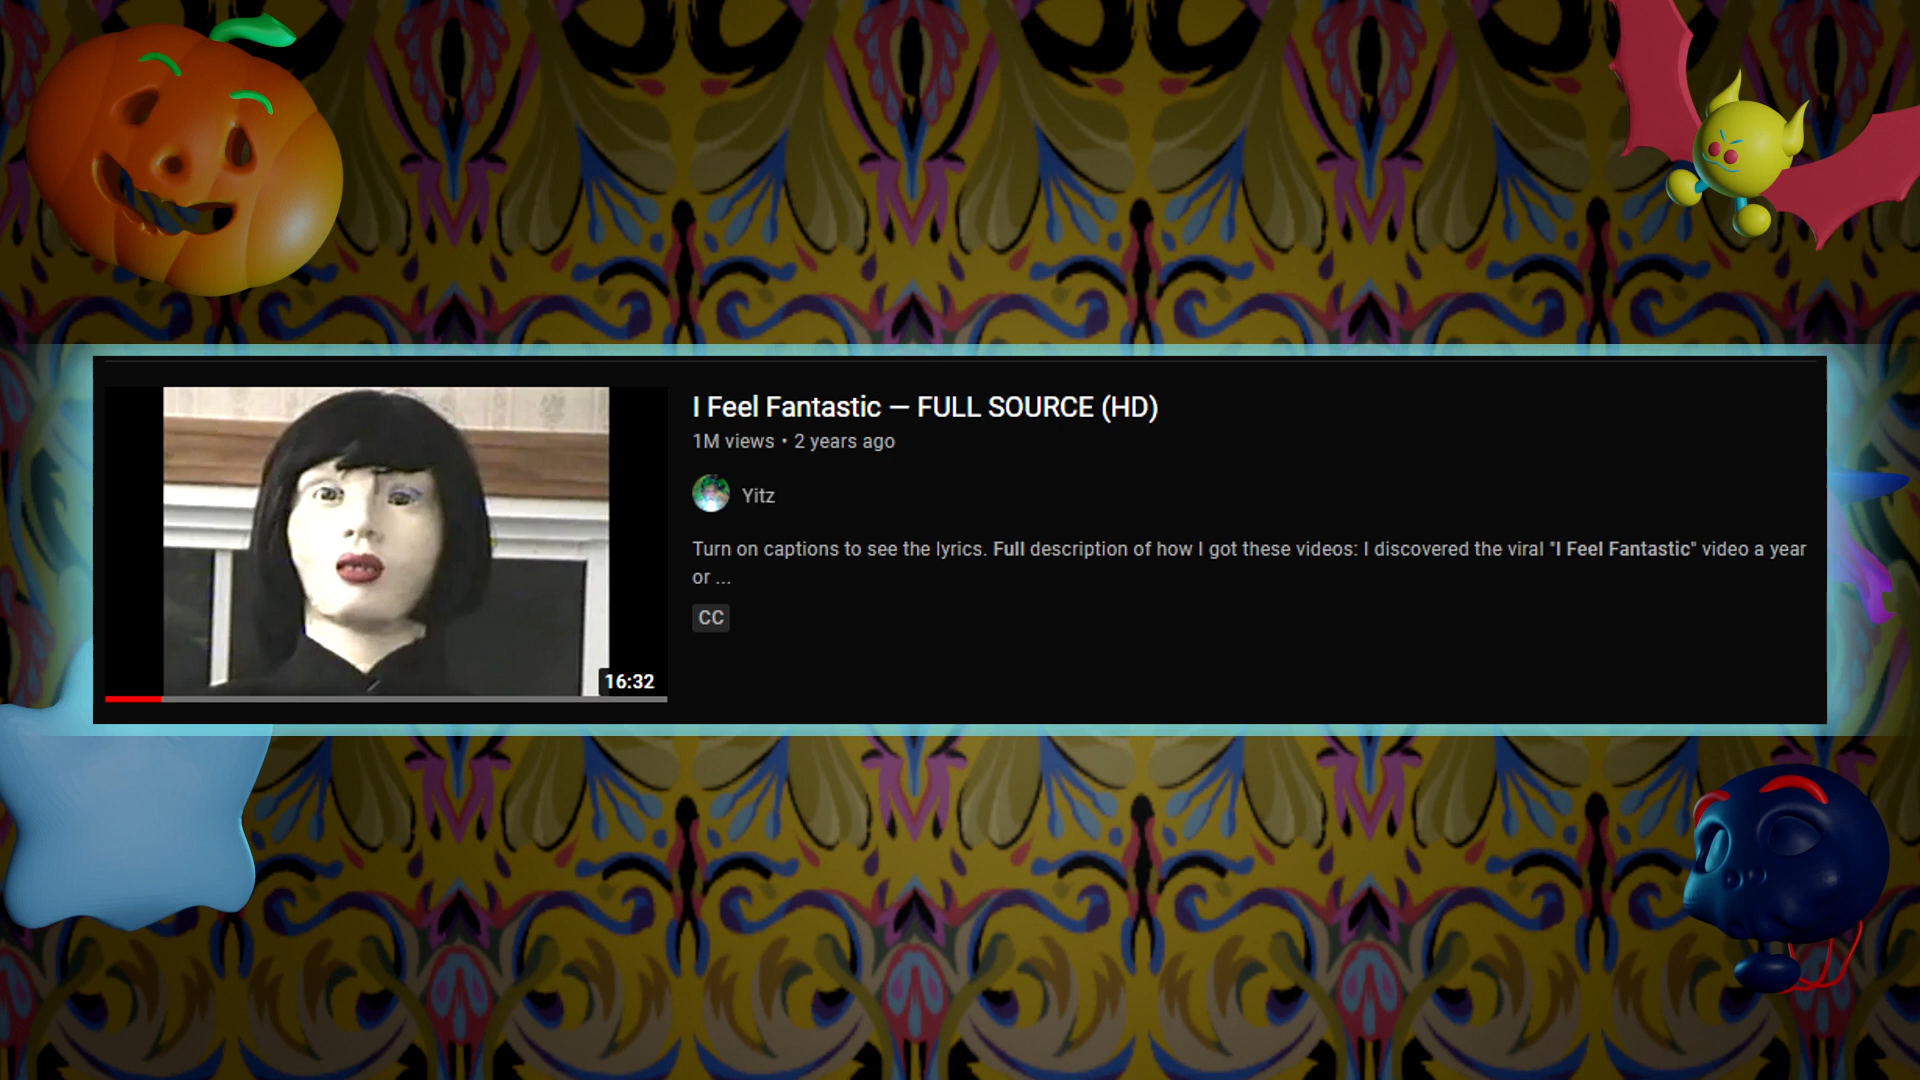 I Feel Fantastic — FULL SOURCE (HD)
1M views • 2 years ago
Yitz
Turn on captions to see the lyrics. Full description of how I got these videos: I discovered the viral "I Feel Fantastic" video a year
or ...
CC
16:32